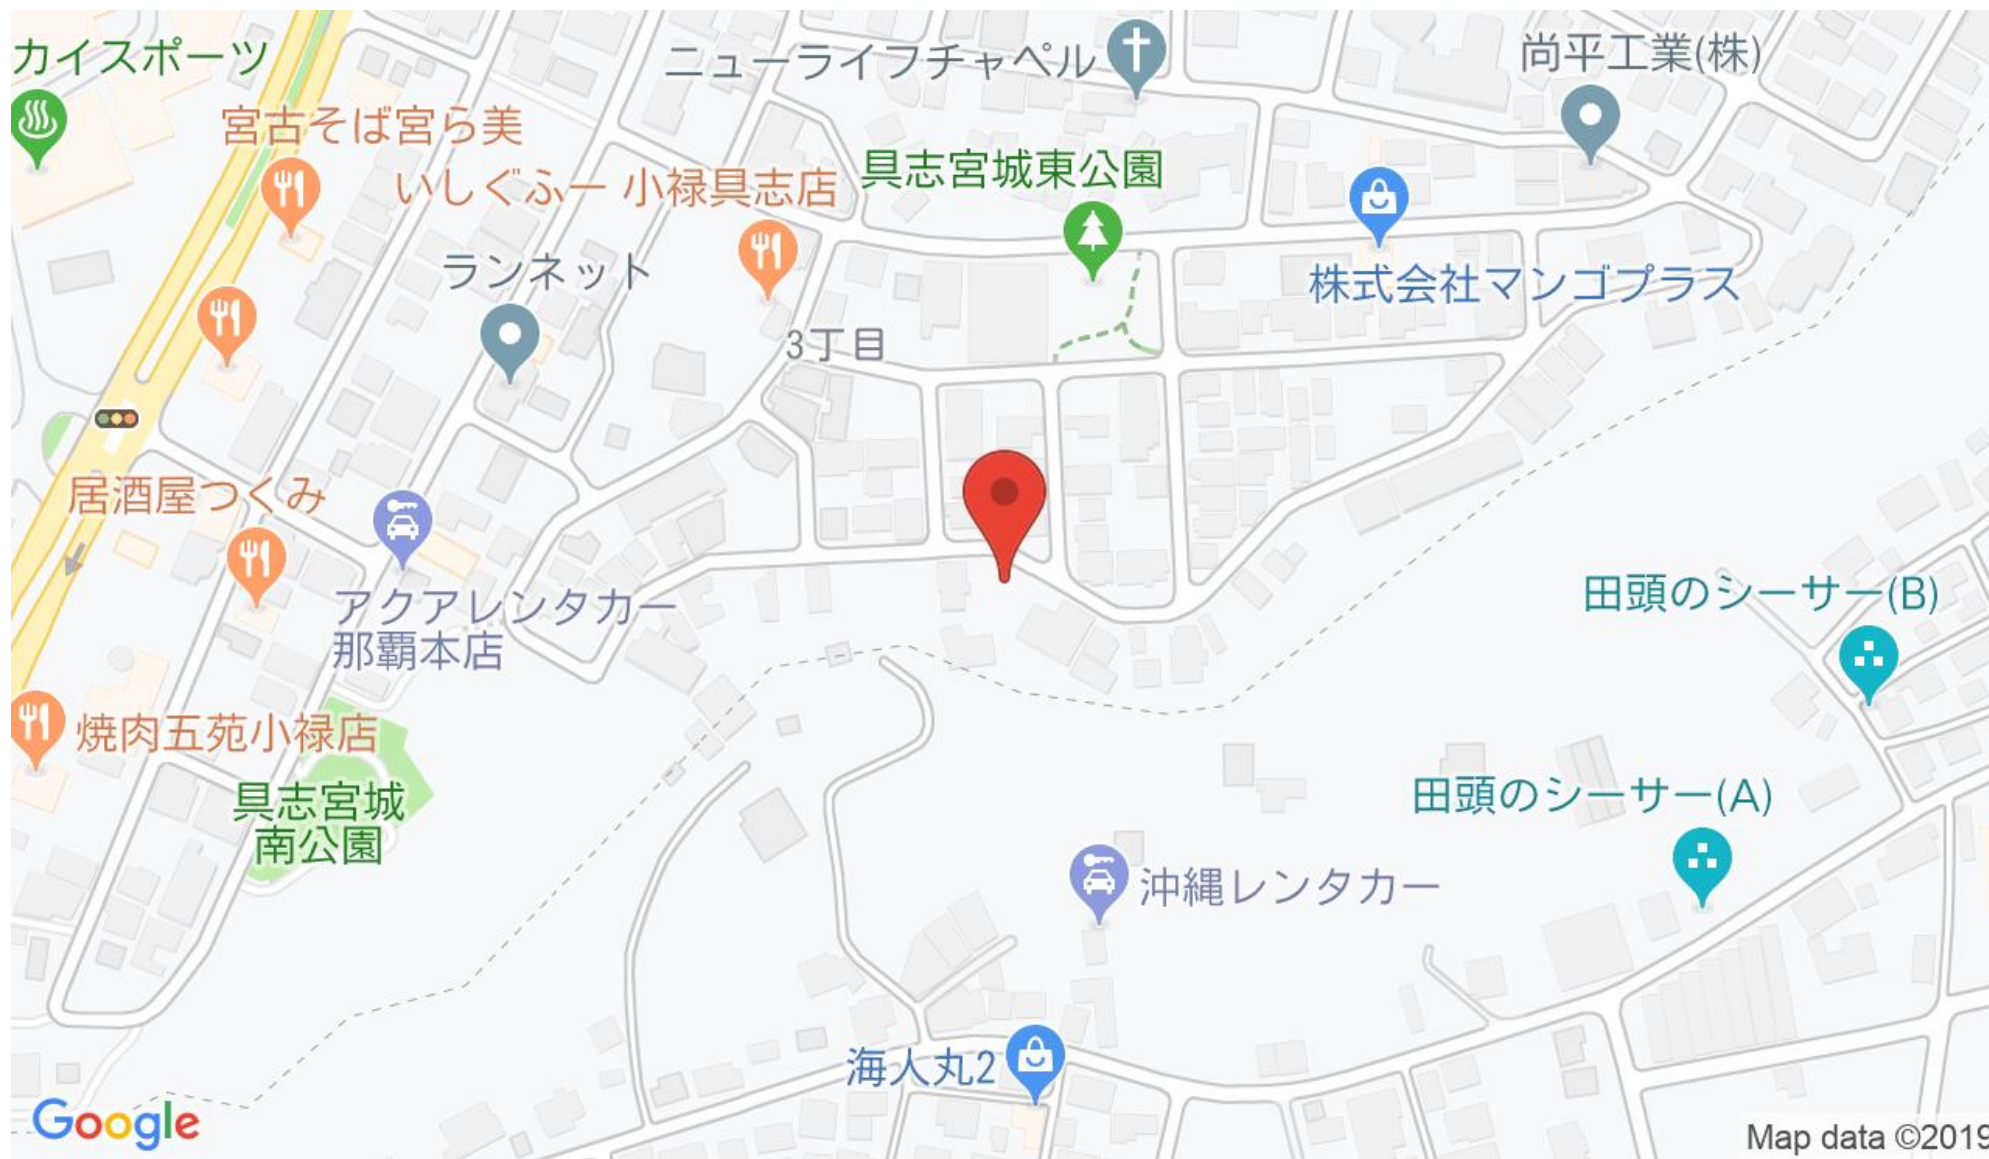 カイスポーツ
ニューライフチャペル
尚平工業(株)
宮古そば宮ら美
いしぐふー 小禄具志店
具志宮城東公園
ランネット
株式会社マンゴプラス
3丁目
居酒屋つくみ
アクアレンタカー
那覇本店
田頭のシーサー(B)
焼肉五苑小禄店
具志宮城
南公園
田頭のシーサー(A)
沖縄レンタカー
海人丸2
Google
Map data ©2019